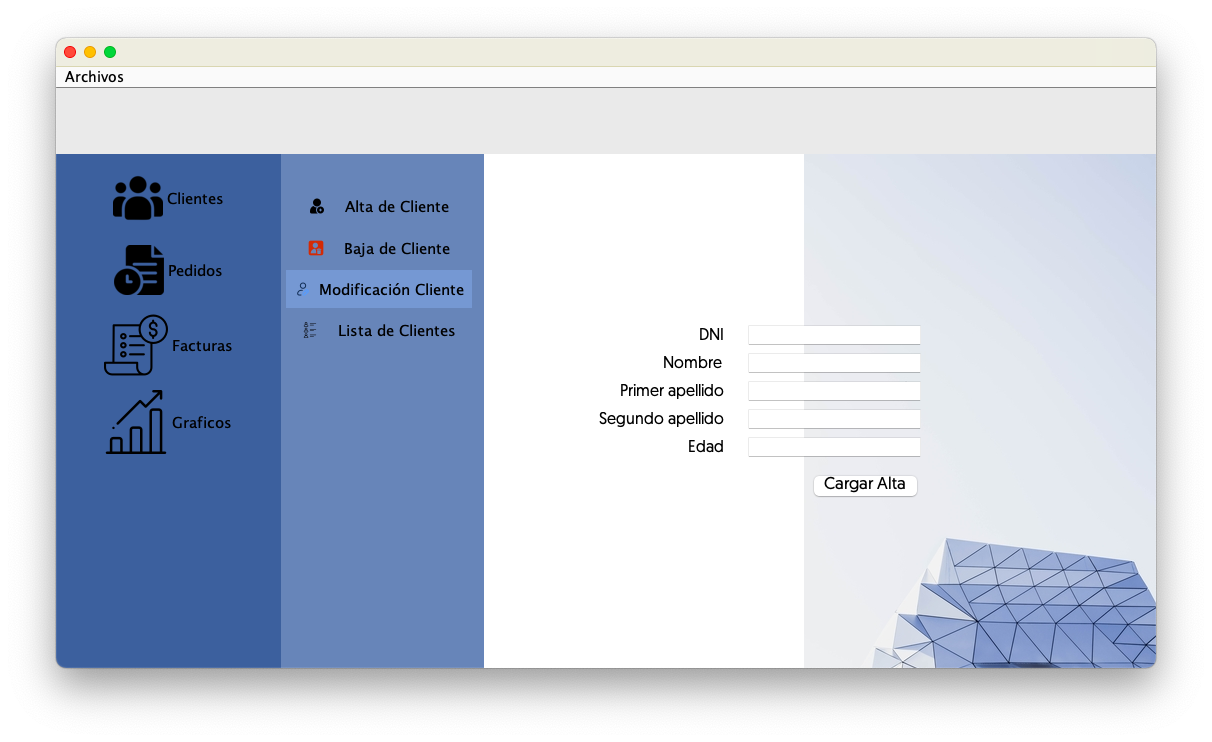 Archivos
Clientes
Pedidos
Facturas
Graficos
Alta de Cliente
Baja de Cliente
Modificación Cliente
Lista de Clientes
DNI
Nombre
Primer apellido
Segundo apellido
Edad
Cargar Alta